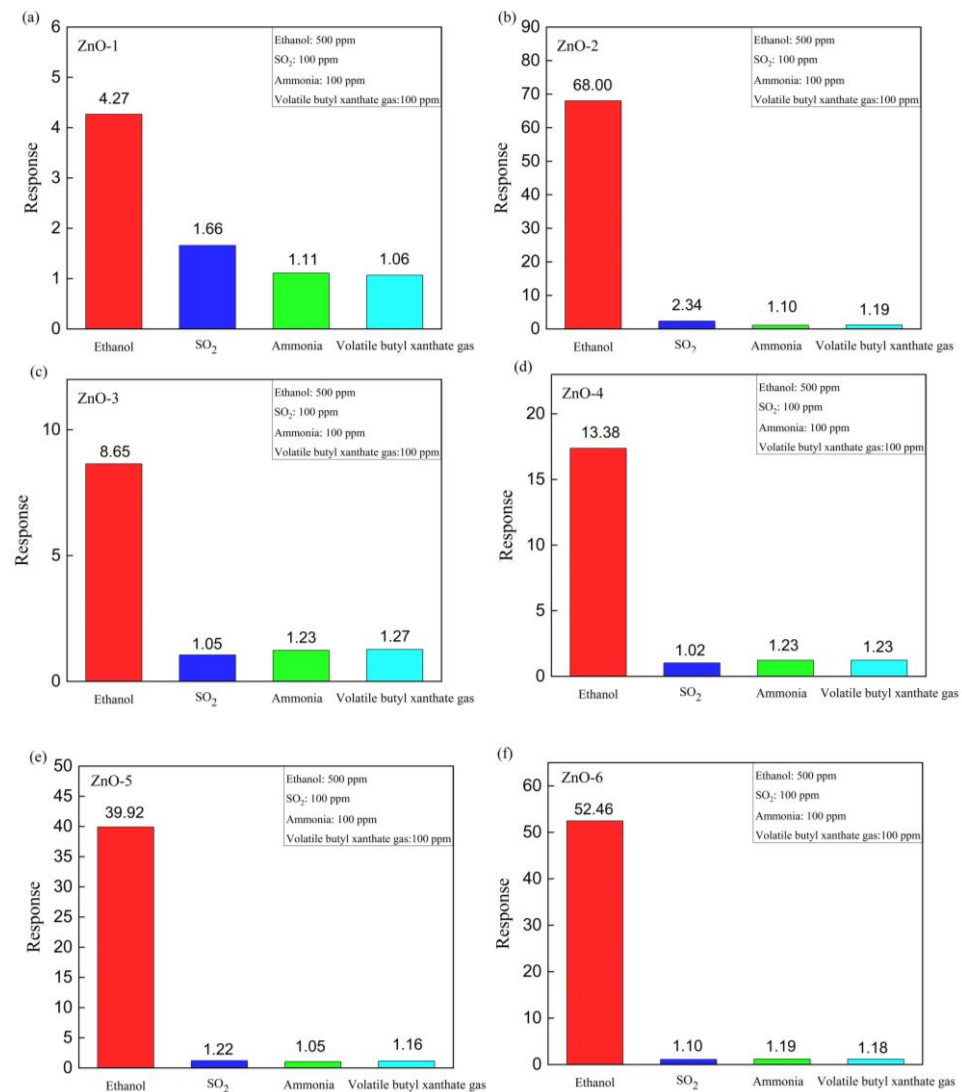 (a)
ZnO-1
Ethanol: 500 ppm
SO₂: 100 ppm
Ammonia: 100 ppm
Volatile butyl xanthate gas:100 ppm
Response
6
5
4
3
2
1
0
4.27
1.66
1.11
1.06
Ethanol
SO₂
Ammonia
Volatile butyl xanthate gas
(b)
ZnO-2
Ethanol: 500 ppm
SO₂: 100 ppm
Ammonia: 100 ppm
Volatile butyl xanthate gas:100 ppm
Response
90
80
70
60
50
40
30
20
10
0
68.00
2.34
1.10
1.19
Ethanol
SO₂
Ammonia
Volatile butyl xanthate gas
(c)
ZnO-3
Ethanol: 500 ppm
SO₂: 100 ppm
Ammonia: 100 ppm
Volatile butyl xanthate gas:100 ppm
Response
10
5
0
8.65
1.05
1.23
1.27
Ethanol
SO₂
Ammonia
Volatile butyl xanthate gas
(d)
ZnO-4
Ethanol: 500 ppm
SO₂: 100 ppm
Ammonia: 100 ppm
Volatile butyl xanthate gas:100 ppm
Response
20
15
10
5
0
13.38
1.02
1.23
1.23
Ethanol
SO₂
Ammonia
Volatile butyl xanthate gas
(e)
ZnO-5
Ethanol: 500 ppm
SO₂: 100 ppm
Ammonia: 100 ppm
Volatile butyl xanthate gas:100 ppm
Response
50
45
40
35
30
25
20
15
10
5
0
39.92
1.22
1.05
1.16
Ethanol
SO₂
Ammonia
Volatile butyl xanthate gas
(f)
ZnO-6
Ethanol: 500 ppm
SO₂: 100 ppm
Ammonia: 100 ppm
Volatile butyl xanthate gas:100 ppm
Response
60
50
40
30
20
10
0
52.46
1.10
1.19
1.18
Ethanol
SO₂
Ammonia
Volatile butyl xanthate gas